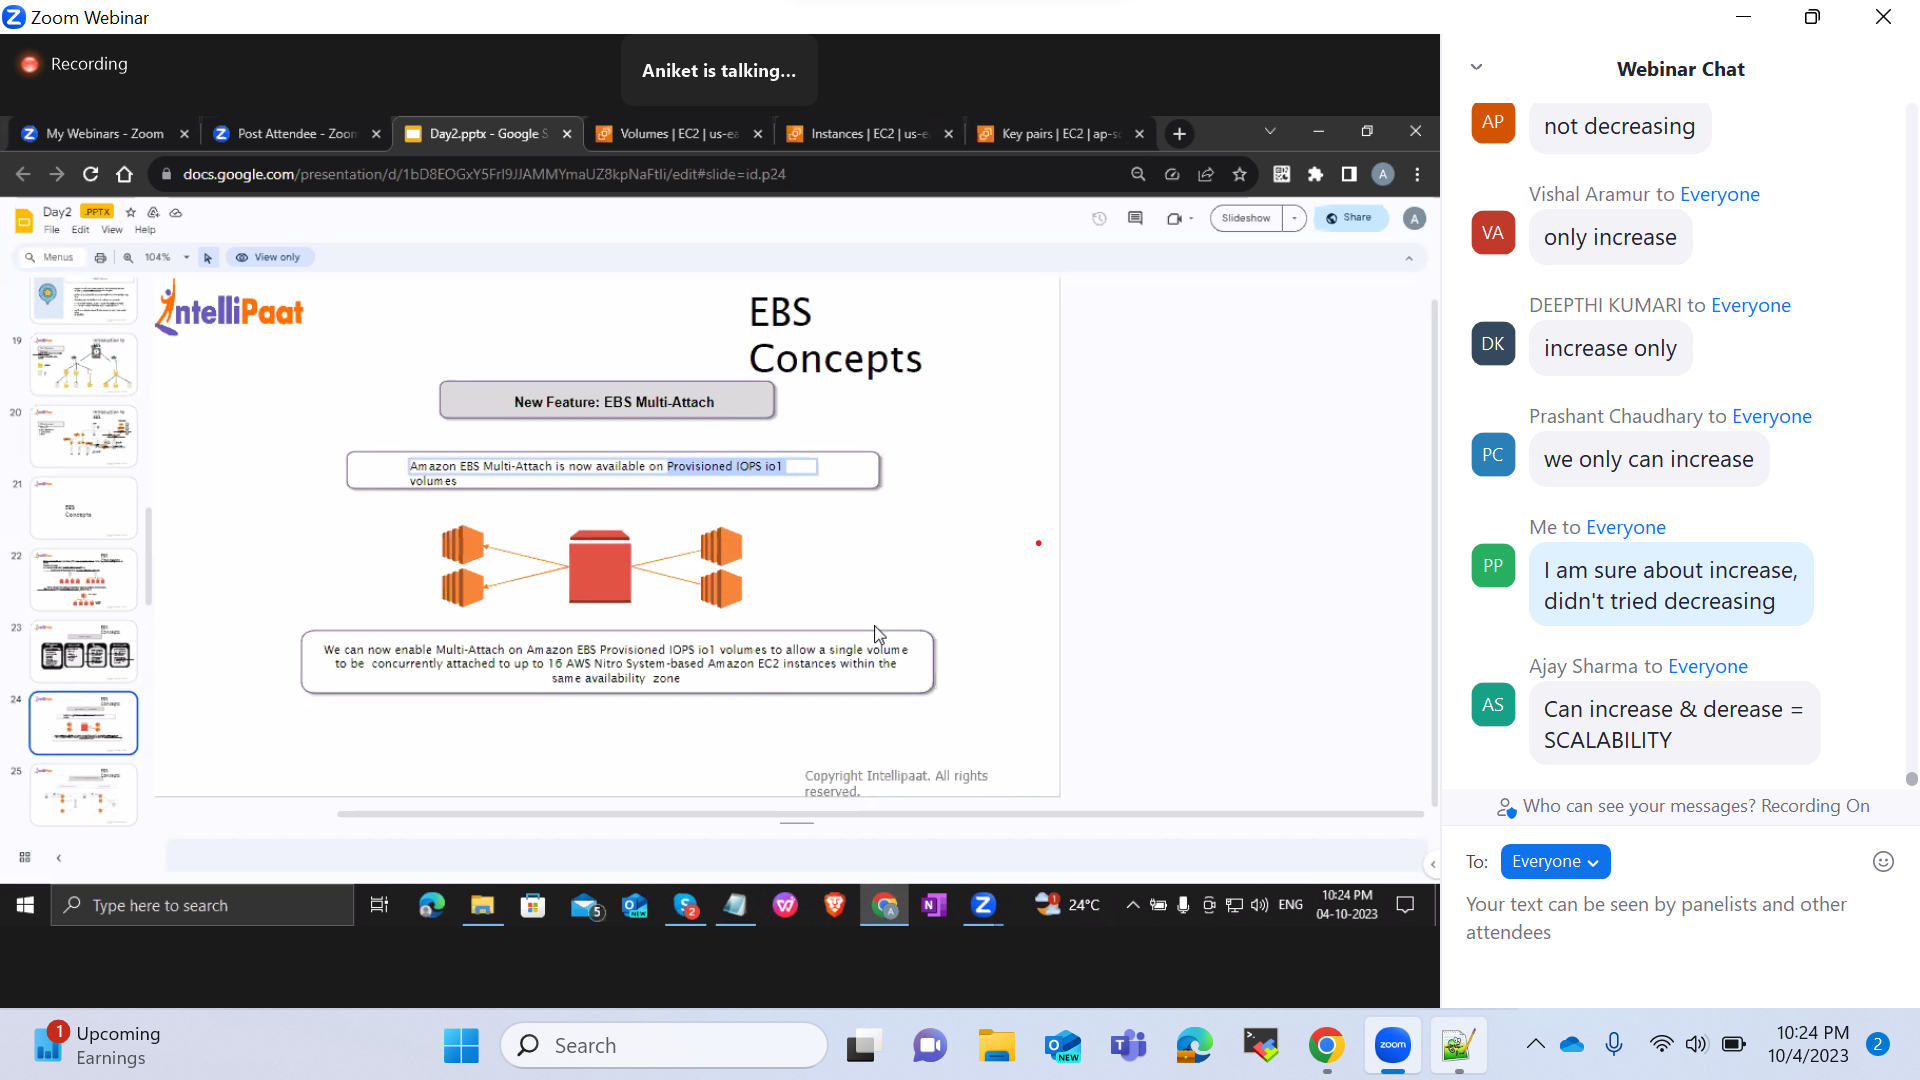 Zoom Webinar
Recording
Aniket is talking...
My Webinars - Zoom
Post Attendee - Zoom
Day2.pptx - Google S
Volumes | EC2 | us-ea
Instances | EC2 | us-e
Key pairs | EC2 | ap-s
docs.google.com/presentation/d/1bD8EOGxY5FrI9JJAMMYmaUZ8kpNaFtIi/edit#slide=id.p24
A
Day2 .PPTX
File Edit View Help
Slideshow
Share
A
Menus
104%
View only
19
20
21
EBS
Concepts
22
23
24
25
IntelliPaat
EBS
Concepts
New Feature: EBS Multi-Attach
Amazon EBS Multi-Attach is now available on Provisioned IOPS io1
volumes
We can now enable Multi-Attach on Amazon EBS Provisioned IOPS io1 volumes to allow a single volume
to be concurrently attached to up to 16 AWS Nitro System-based Amazon EC2 instances within the
same availability zone
Copyright Intellipaat. All rights
reserved.
Type here to search
5
NEW
2
24°C
ENG
10:24 PM
04-10-2023
Webinar Chat
AP
not decreasing
Vishal Aramur to Everyone
VA
only increase
DEEPTHI KUMARI to Everyone
DK
increase only
Prashant Chaudhary to Everyone
PC
we only can increase
Me to Everyone
PP
I am sure about increase,
didn't tried decreasing
Ajay Sharma to Everyone
AS
Can increase & derease =
SCALABILITY
Who can see your messages? Recording On
To: Everyone
Your text can be seen by panelists and other
attendees
1
Upcoming
Earnings
Search
NEW
zoom
10:24 PM
10/4/2023
2